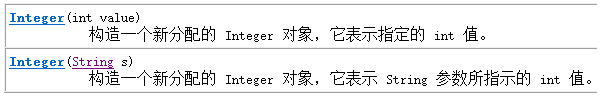 Integer(int value)
构造一个新分配的 Integer 对象，它表示指定的 int 值。
Integer(String s)
构造一个新分配的 Integer 对象，它表示 String 参数所指示的 int 值。